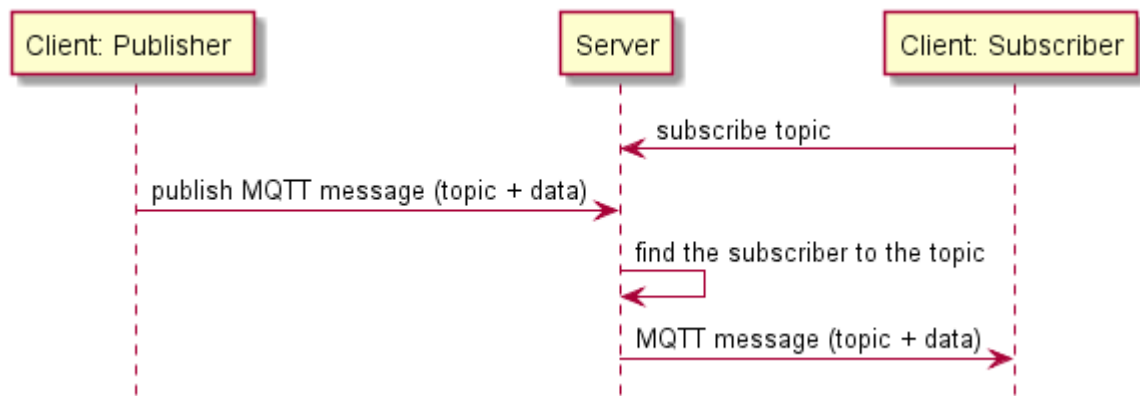 Client: Publisher
Server
Client: Subscriber
subscribe topic
publish MQTT message (topic + data)
find the subscriber to the topic
MQTT message (topic + data)